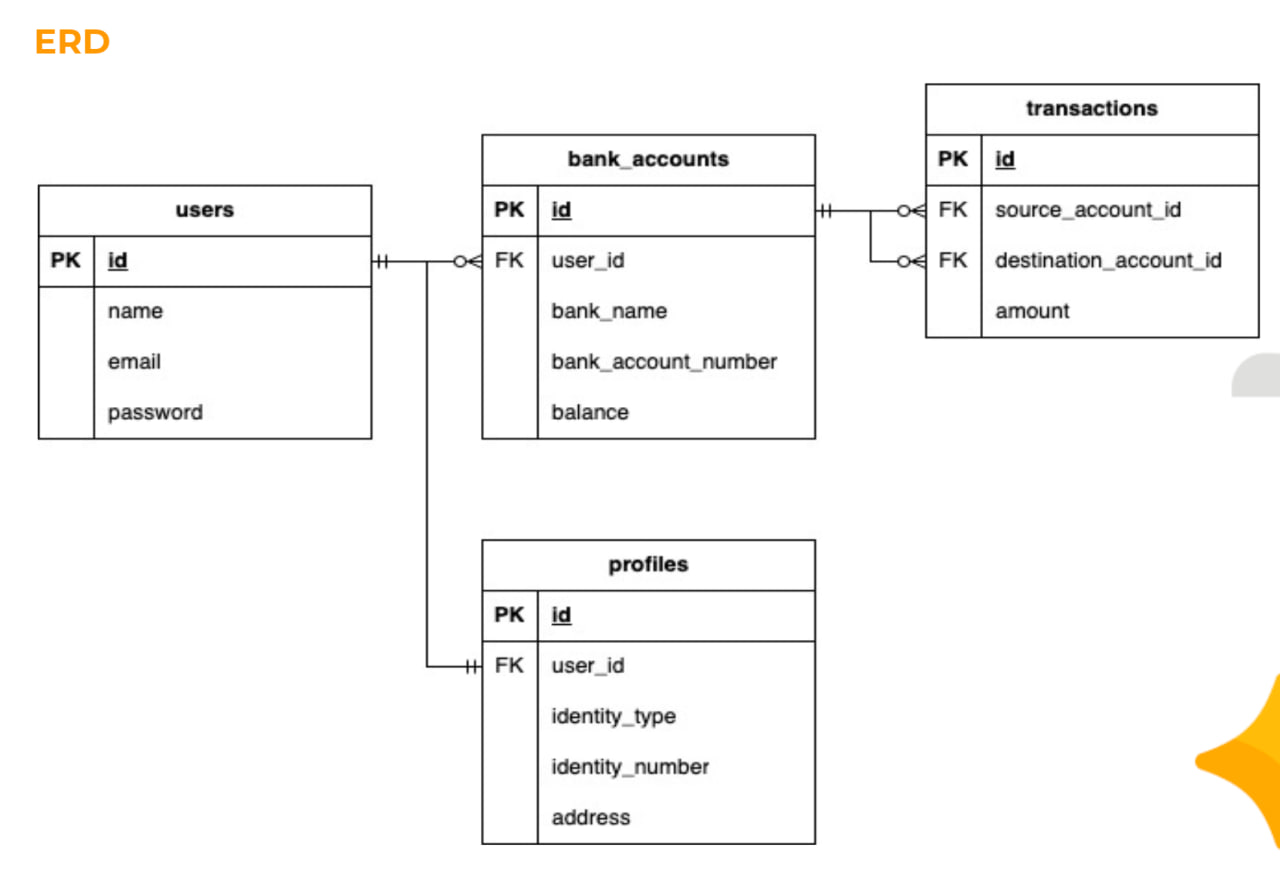 ERD
users
PK id
name
email
password
bank_accounts
PK id
FK user_id
bank_name
bank_account_number
balance
transactions
PK id
FK source_account_id
FK destination_account_id
amount
profiles
PK id
FK user_id
identity_type
identity_number
address